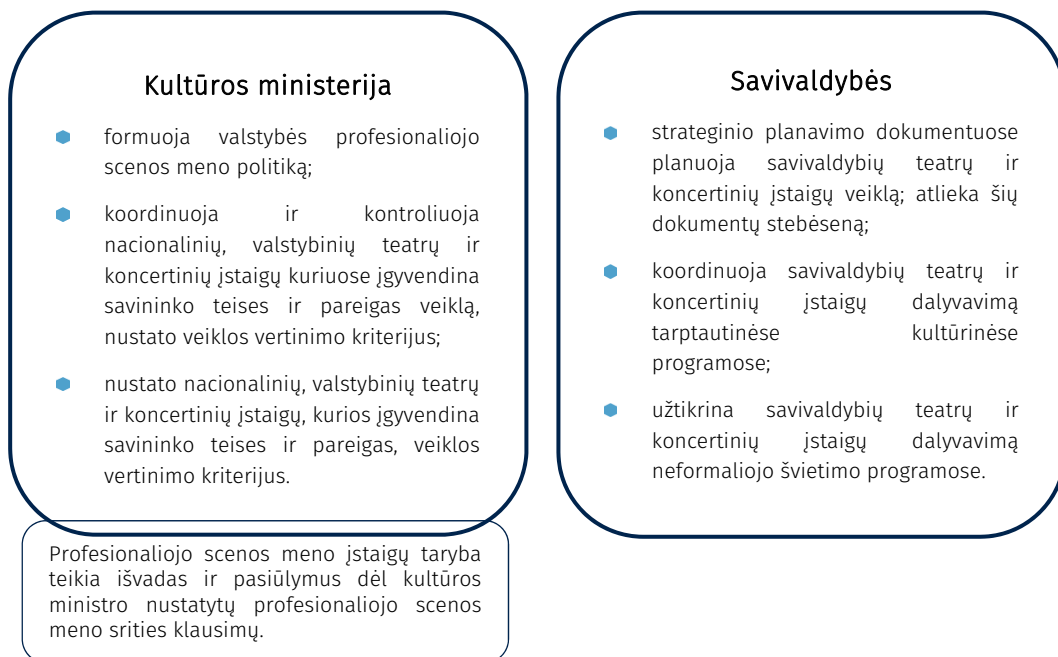 Kultūros ministerija
formuoja valstybės profesionaliojo
scenos meno politiką;
koordinuoja ir kontroliuoja
nacionalinių, valstybinių teatrų ir
koncertinių įstaigų kuriuose įgyvendina
savininko teises ir pareigas veiklą,
nustato veiklos vertinimo kriterijus;
nustato nacionalinių, valstybinių teatrų
ir koncertinių įstaigų, kurios įgyvendina
savininko teises ir pareigas, veiklos
vertinimo kriterijus.
Profesionaliojo scenos meno įstaigų taryba
teikia išvadas ir pasiūlymus dėl kultūros
ministro nustatytų profesionaliojo scenos
meno srities klausimų.
Savivaldybės
strateginio planavimo dokumentuose
planuoja savivaldybių teatrų ir
koncertinių įstaigų veiklą; atlieka šių
dokumentų stebėseną;
koordinuoja savivaldybių teatrų ir
koncertinių įstaigų dalyvavimą
tarptautinėse kultūrinėse
programose;
užtikrina savivaldybių teatrų ir
koncertinių įstaigų dalyvavimą
neformaliojo švietimo programose.